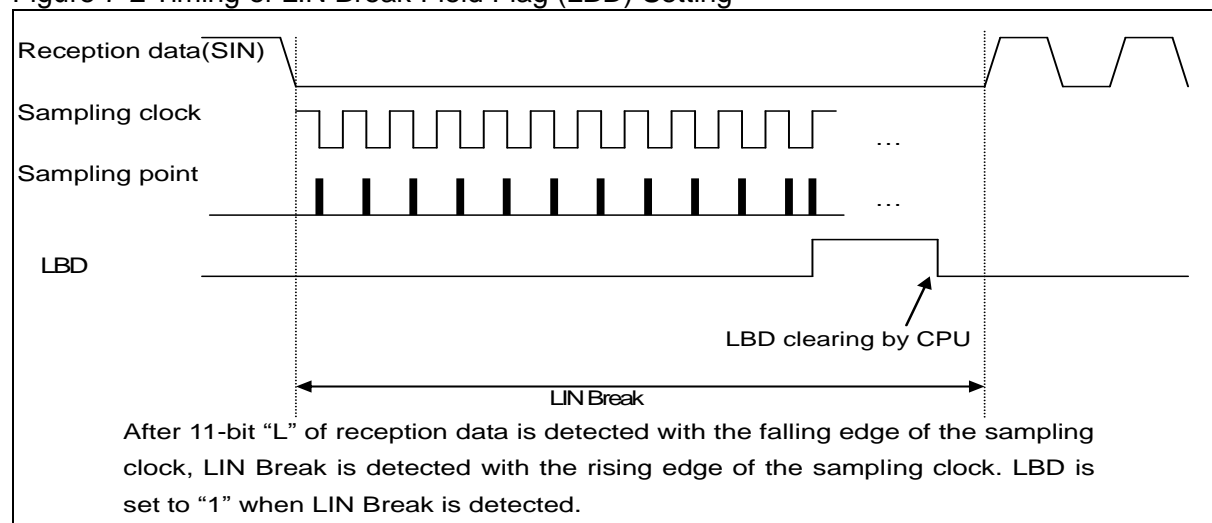 Reception data(SIN)
Sampling clock
...
Sampling point
...
LBD
LBD clearing by CPU
LIN Break
After 11-bit “L” of reception data is detected with the falling edge of the sampling
clock, LIN Break is detected with the rising edge of the sampling clock. LBD is
set to “1” when LIN Break is detected.